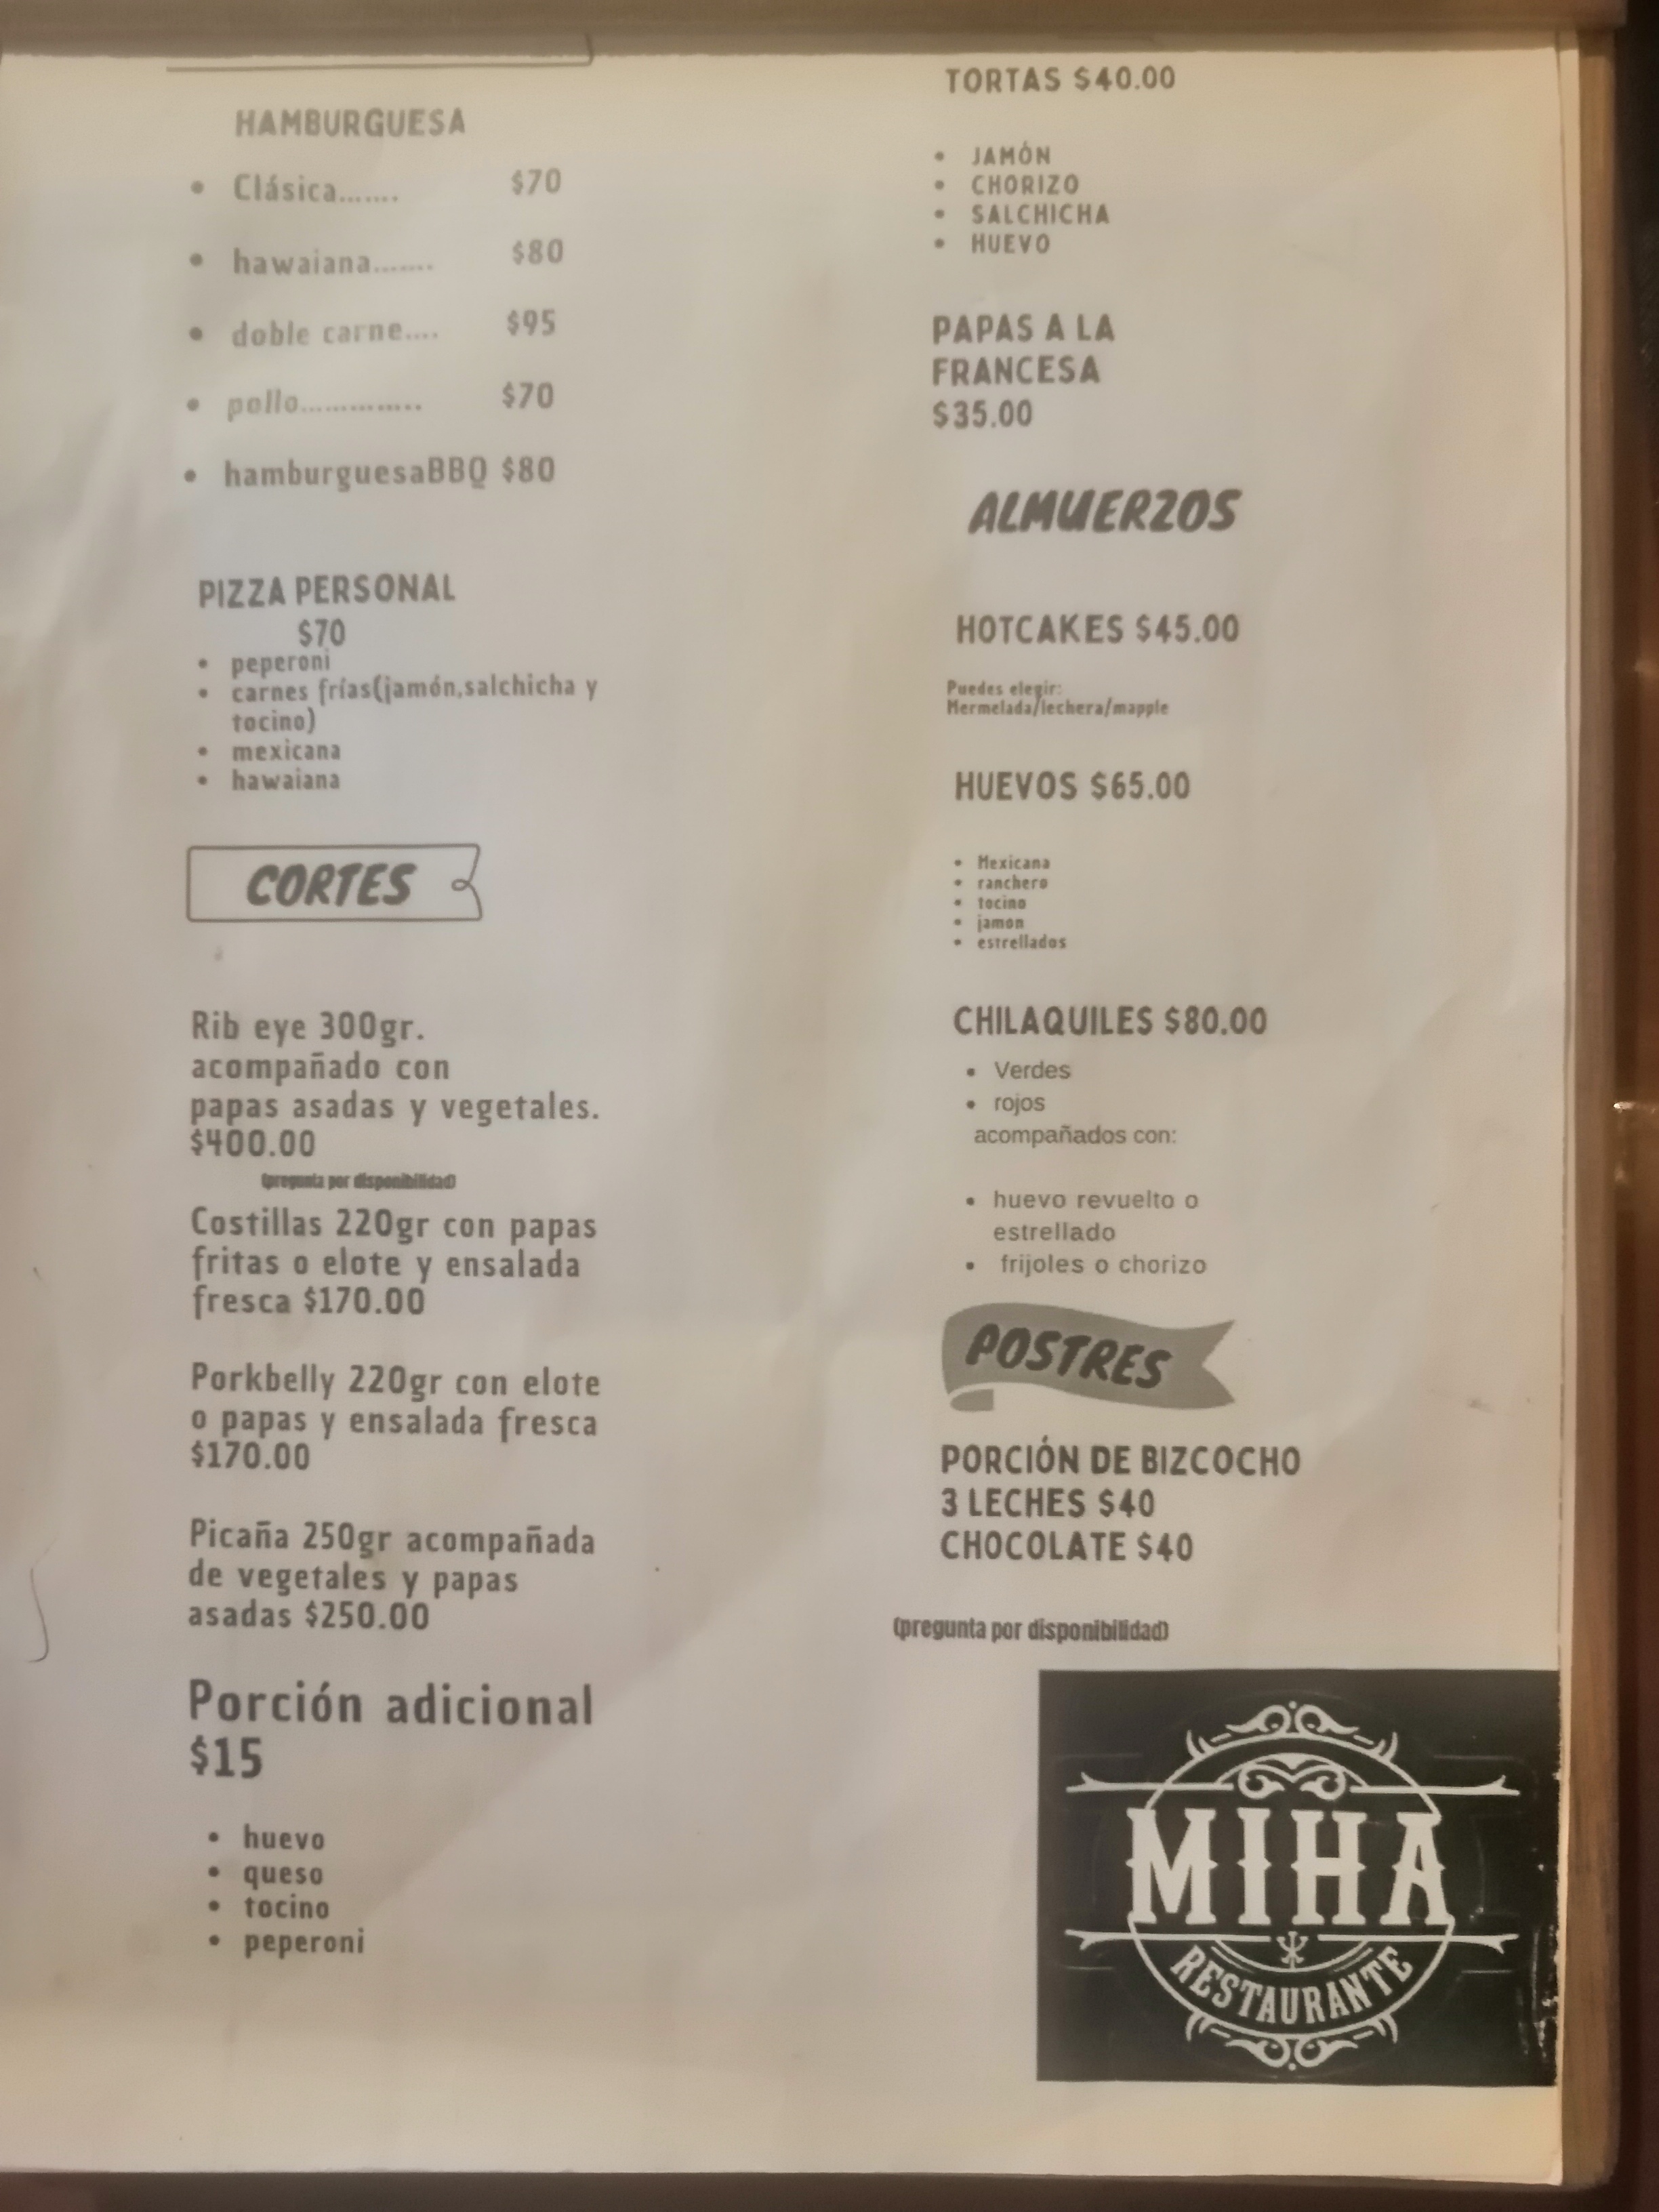 HAMBURGUESA
• Clásica....... $70
• hawaiana....... $80
• doble carne.... $95
• pollo............. $70
• hamburguesaBBQ $80
PIZZA PERSONAL
$70
• peperoni
• carnes frías(jamón,salchicha y
tocino)
• mexicana
• hawaiana
CORTES
Rib eye 300gr.
acompañado con
papas asadas y vegetales.
$400.00
(pregunta por disponibilidad)
Costillas 220gr con papas
fritas o elote y ensalada
fresca $170.00
Porkbelly 220gr con elote
o papas y ensalada fresca
$170.00
Picaña 250gr acompañada
de vegetales y papas
asadas $250.00
Porción adicional
$15
• huevo
• queso
• tocino
• peperoni
TORTAS $40.00
• JAMÓN
• CHORIZO
• SALCHICHA
• HUEVO
PAPAS A LA
FRANCESA
$35.00
ALMUERZOS
HOTCAKES $45.00
Puedes elegir:
Mermelada/lechera/mapple
HUEVOS $65.00
• Mexicana
• ranchero
• tocino
• jamon
• estrellados
CHILAQUILES $80.00
• Verdes
• rojos
acompañados con:
• huevo revuelto o
estrellado
• frijoles o chorizo
POSTRES
PORCIÓN DE BIZCOCHO
3 LECHES $40
CHOCOLATE $40
(pregunta por disponibilidad)
MIHA
RESTAURANTE